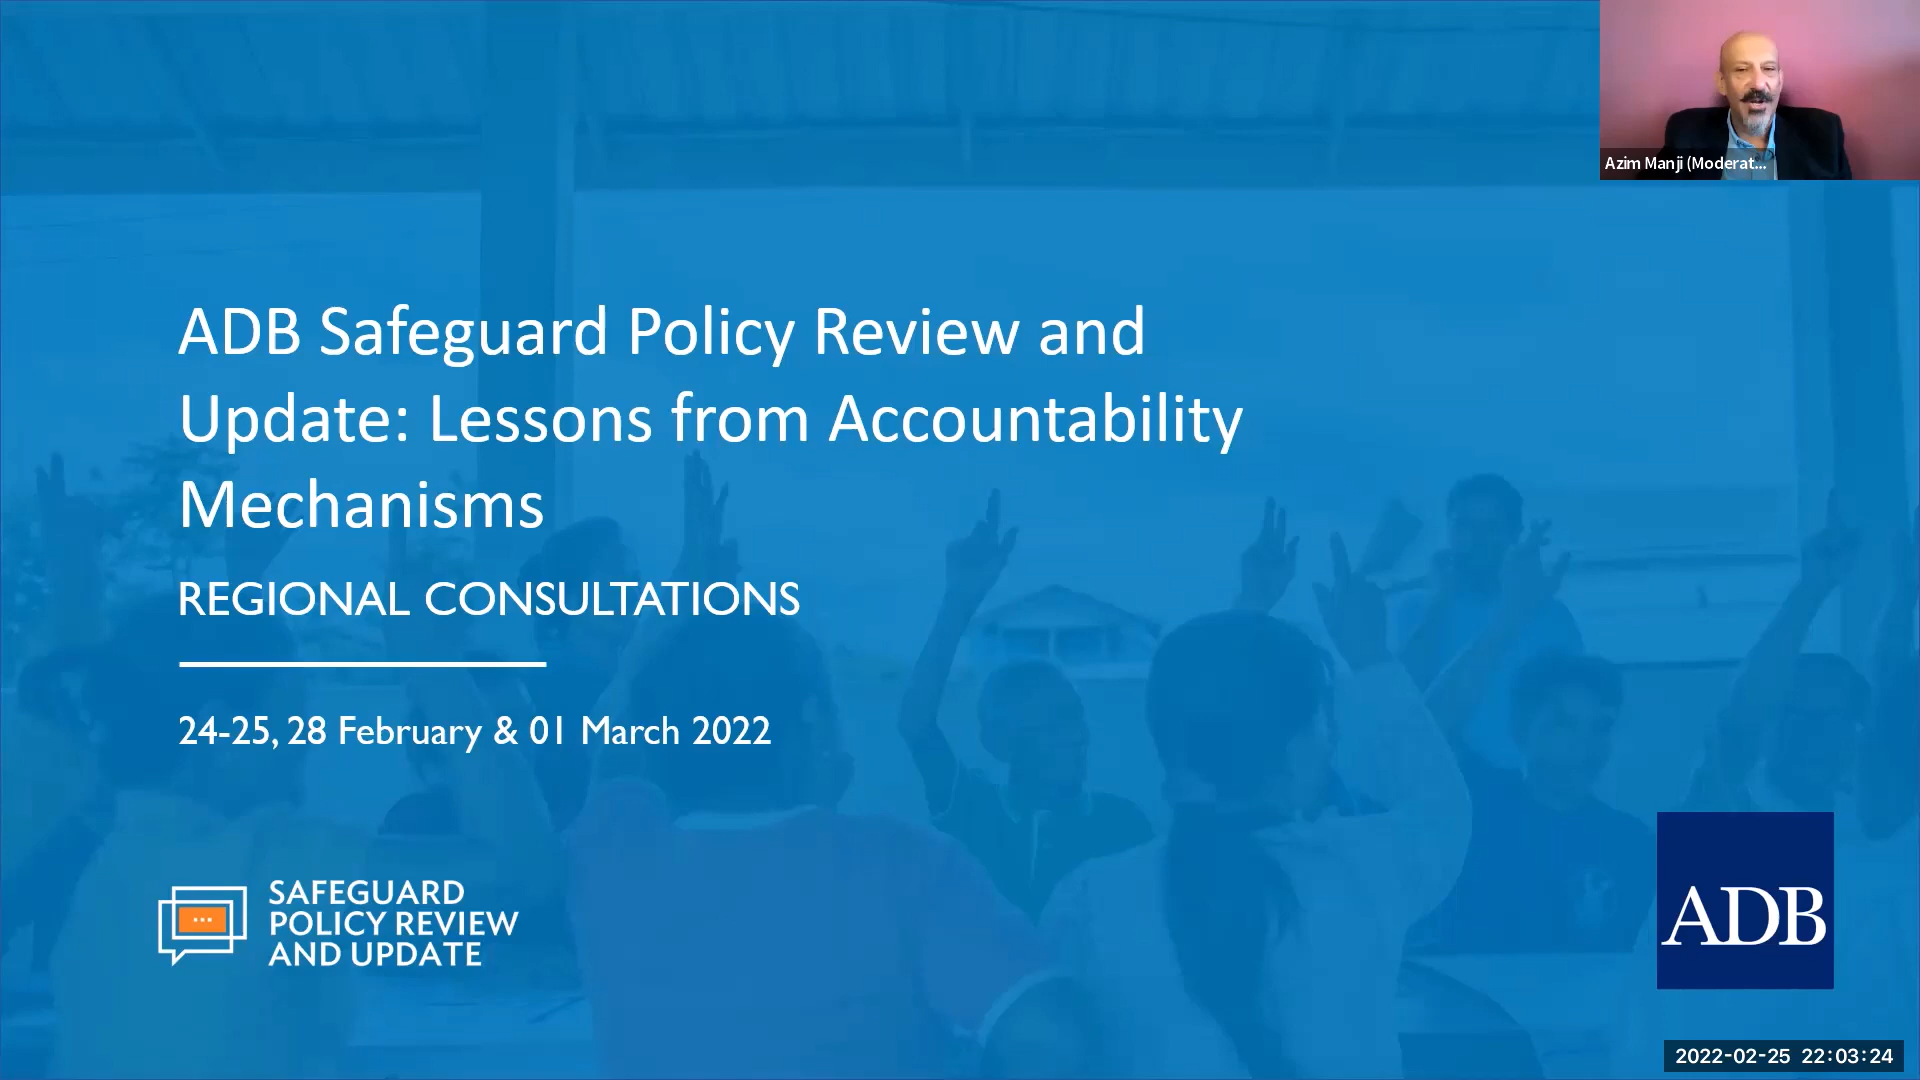 Azim Manji (Moderat...
ADB Safeguard Policy Review and
Update: Lessons from Accountability
Mechanisms
REGIONAL CONSULTATIONS
24-25, 28 February & 01 March 2022
SAFEGUARD
POLICY REVIEW
AND UPDATE
ADB
2022-02-25 22:03:24